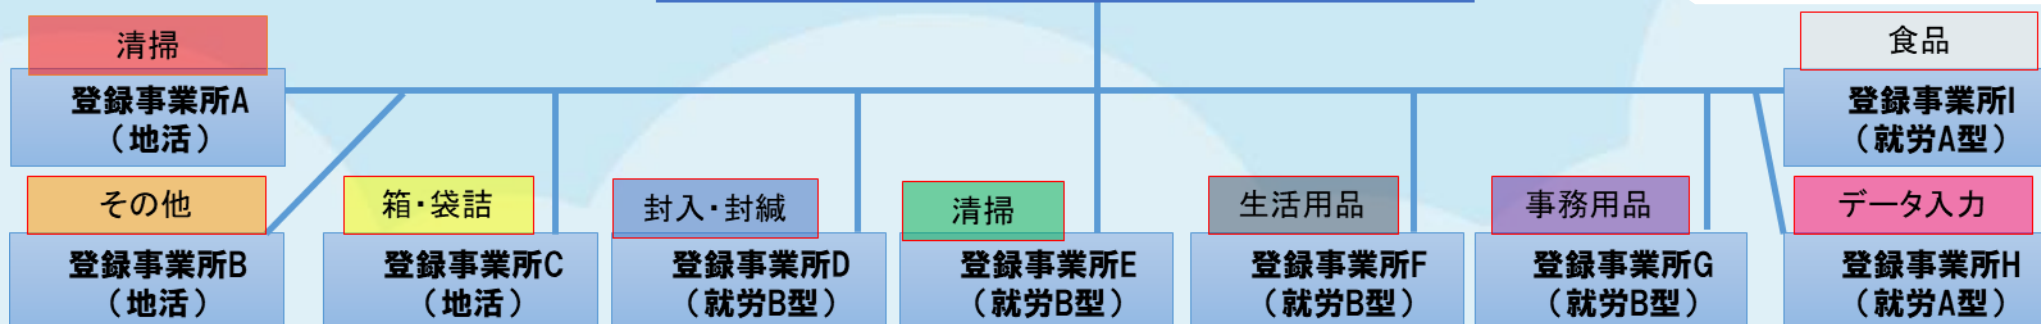 清掃
登録事業所A
（地活）
食品
登録事業所I
（就労A型）
その他
登録事業所B
（地活）
箱・袋詰
登録事業所C
（地活）
封入・封緘
登録事業所D
（就労B型）
清掃
登録事業所E
（就労B型）
生活用品
登録事業所F
（就労B型）
事務用品
登録事業所G
（就労B型）
データ入力
登録事業所H
（就労A型）